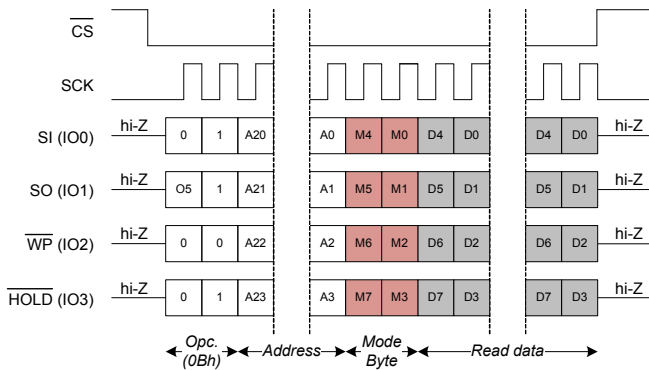 CS
SCK
hi-Z
SI (IO0) 0 1 A20 A0 M4 M0 D4 D0 D4 D0 hi-Z
hi-Z
SO (IO1) O5 1 A21 A1 M5 M1 D5 D1 D5 D1 hi-Z
hi-Z
WP (IO2) 0 0 A22 A2 M6 M2 D6 D2 D6 D2 hi-Z
hi-Z
HOLD (IO3) 0 1 A23 A3 M7 M3 D7 D3 D7 D3 hi-Z
Opc. (0Bh)
Address
Mode Byte
Read data